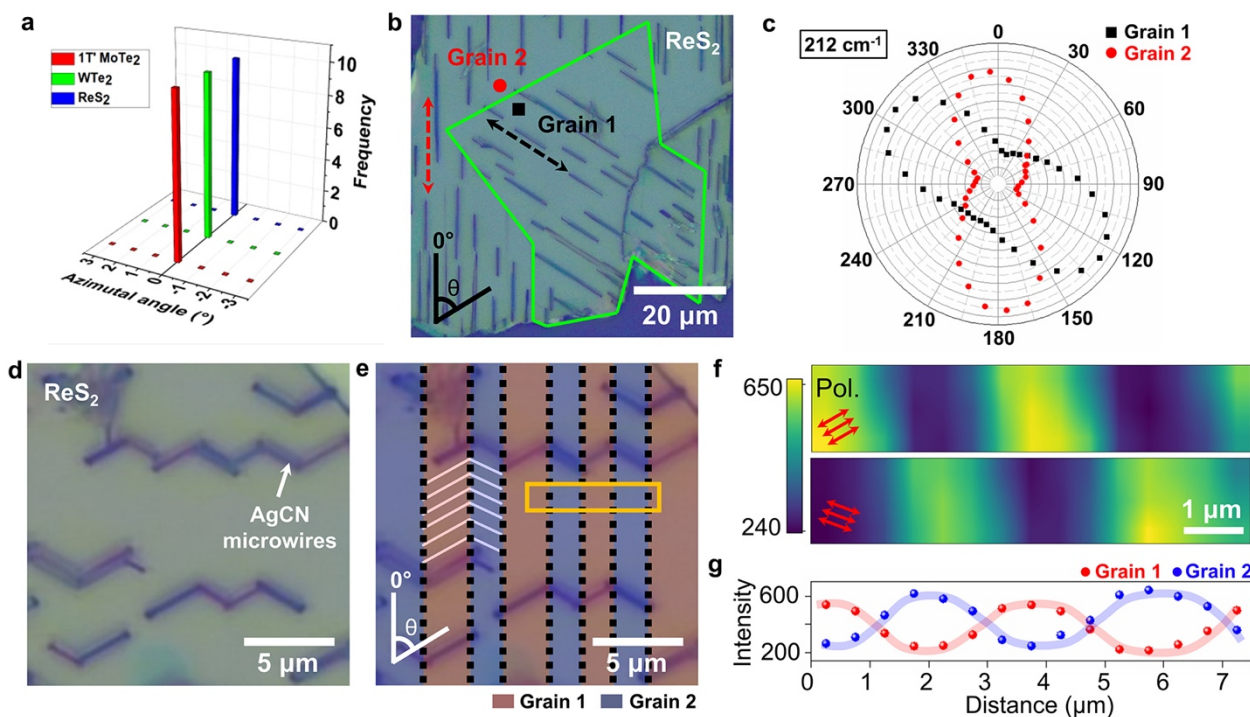 a
1T' MoTe2
WTe2
ReS2
10
8
6
4
2
0
Frequency
3 2 1 0 -1 -2 -3
Azimutal angle (°)
b
ReS2
Grain 2
Grain 1
0°
θ
20 μm
c
212 cm-1
Grain 1
Grain 2
0
30
60
90
120
150
180
210
240
270
300
330
d
ReS2
AgCN
microwires
5 μm
e
0°
θ
5 μm
Grain 1 Grain 2
f
650
240
Pol.
1 μm
g
Grain 1 Grain 2
Intensity
600
200
0 1 2 3 4 5 6 7
Distance (μm)